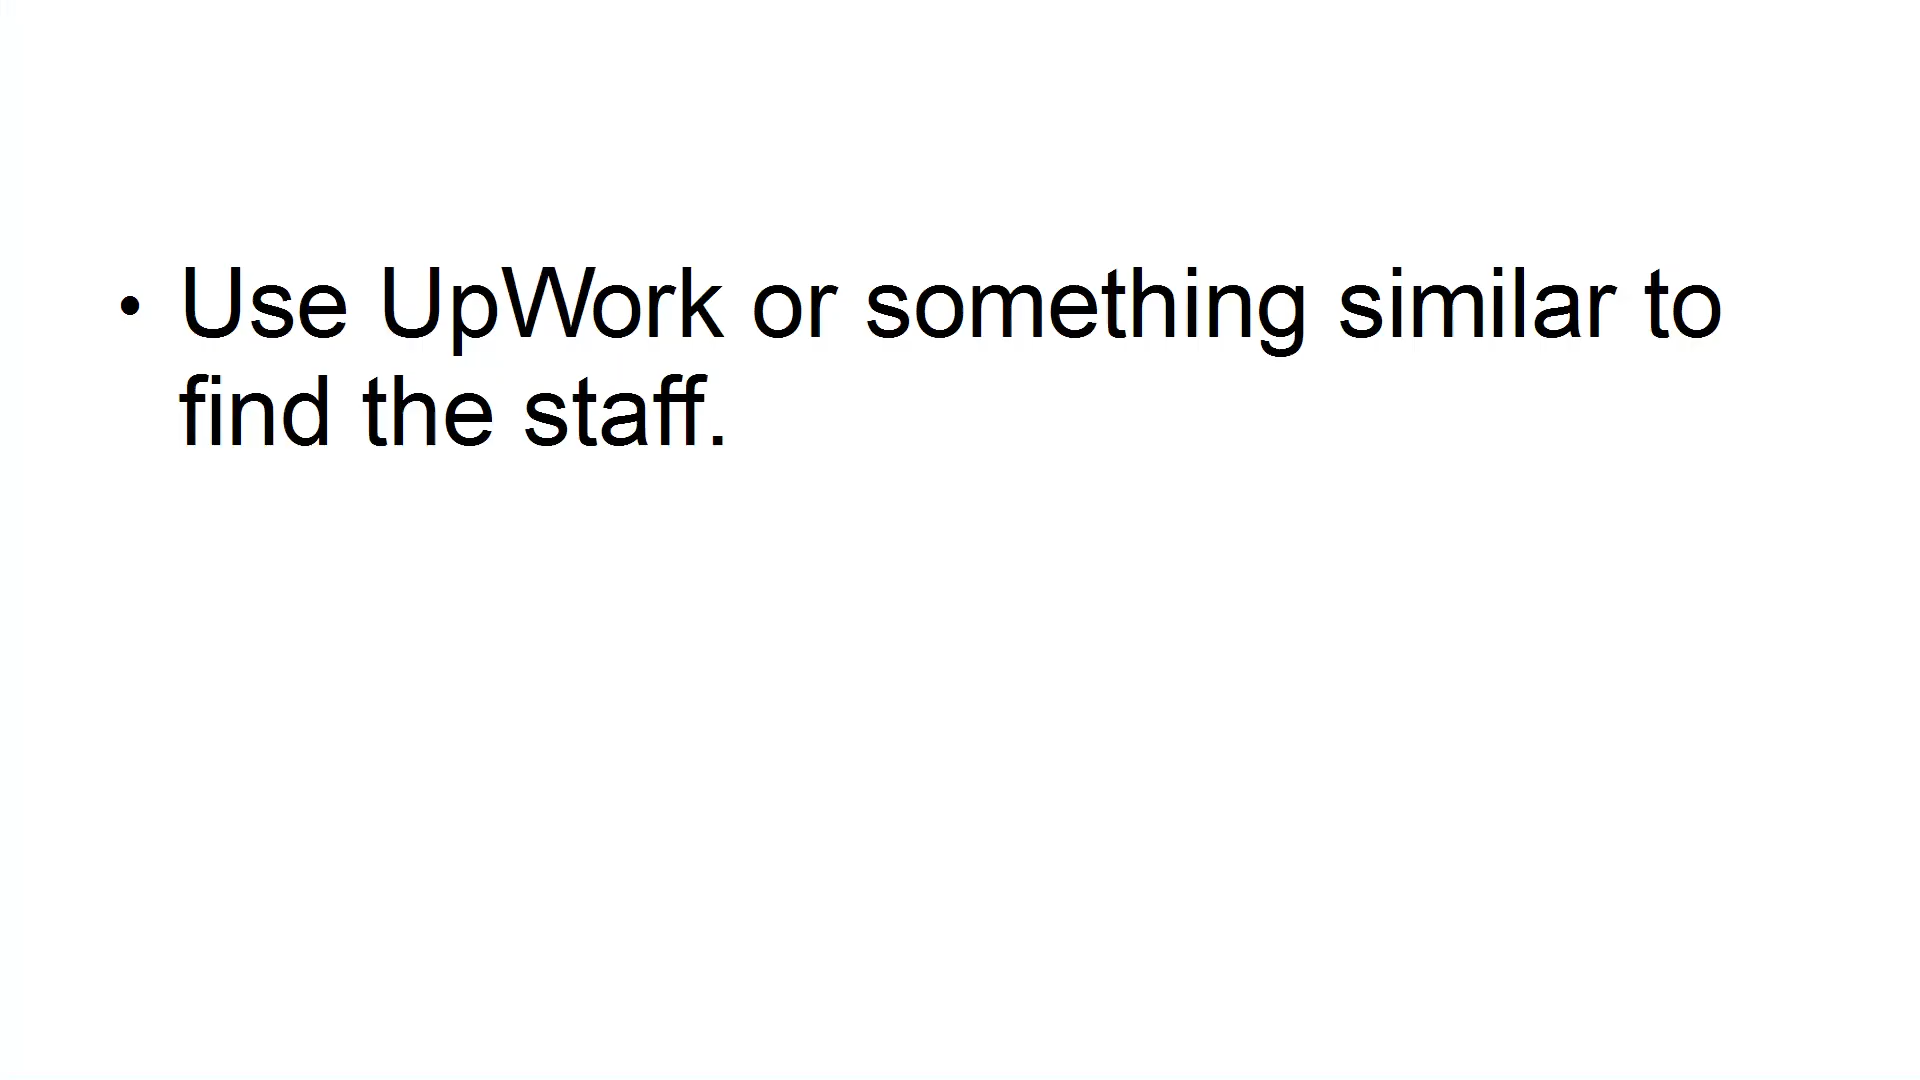 • Use UpWork or something similar to
find the staff.